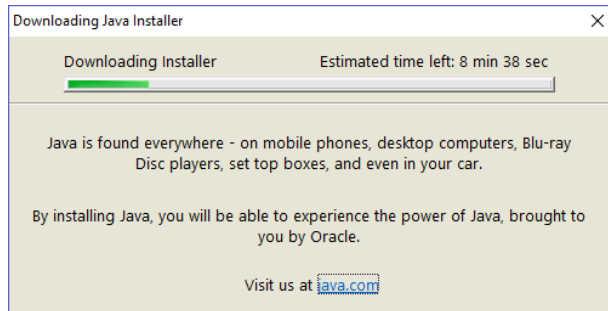 Downloading Java Installer
Downloading Installer Estimated time left: 8 min 38 sec
Java is found everywhere - on mobile phones, desktop computers, Blu-ray
Disc players, set top boxes, and even in your car.
By installing Java, you will be able to experience the power of Java, brought to
you by Oracle.
Visit us at java.com